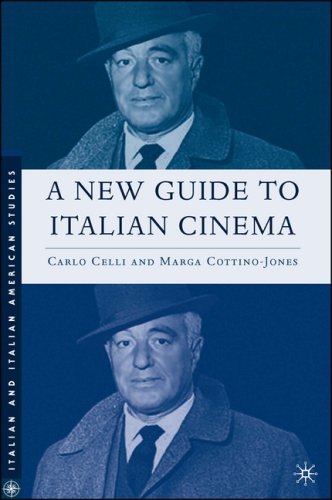 A NEW GUIDE TO
ITALIAN CINEMA
CARLO CELLI AND MARGA COTTINO-JONES
ITALIAN AND ITALIAN AMERICAN STUDIES